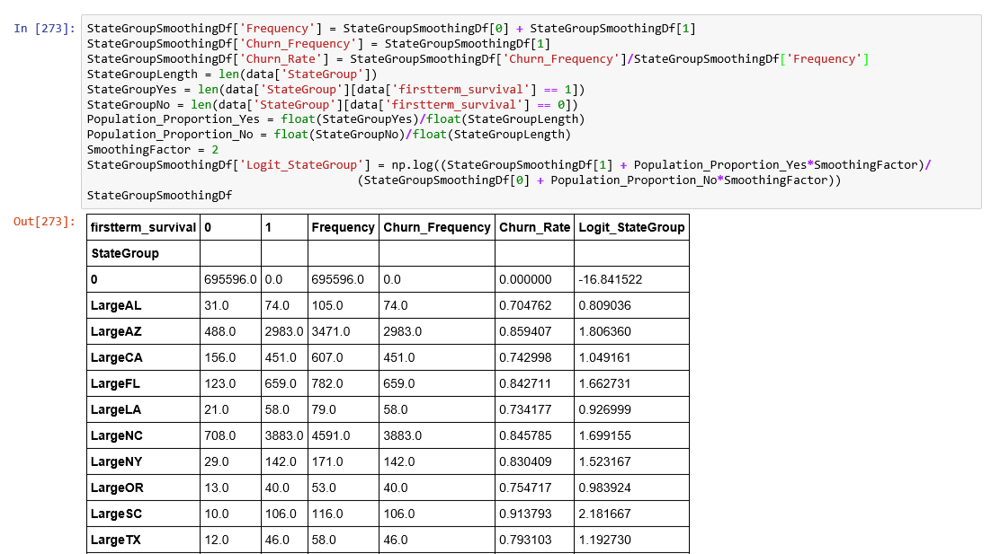 In [273]: StateGroupSmoothingDf['Frequency'] = StateGroupSmoothingDf[0] + StateGroupSmoothingDf[1]
StateGroupSmoothingDf['Churn_Frequency'] = StateGroupSmoothingDf[1]
StateGroupSmoothingDf['Churn_Rate'] = StateGroupSmoothingDf['Churn_Frequency']/StateGroupSmoothingDf['Frequency']
StateGroupLength = len(data['StateGroup'])
StateGroupYes = len(data['StateGroup'][data['firstterm_survival'] == 1])
StateGroupNo = len(data['StateGroup'][data['firstterm_survival'] == 0])
Population_Proportion_Yes = float(StateGroupYes)/float(StateGroupLength)
Population_Proportion_No = float(StateGroupNo)/float(StateGroupLength)
SmoothingFactor = 2
StateGroupSmoothingDf['Logit_StateGroup'] = np.log((StateGroupSmoothingDf[1] + Population_Proportion_Yes*SmoothingFactor)/
(StateGroupSmoothingDf[0] + Population_Proportion_No*SmoothingFactor))
StateGroupSmoothingDf
Out[273]: firstterm_survival 0 1 Frequency Churn_Frequency Churn_Rate Logit_StateGroup
StateGroup
0 695596.0 0.0 695596.0 0.0 0.000000 -16.841522
LargeAL 31.0 74.0 105.0 74.0 0.704762 0.809036
LargeAZ 488.0 2983.0 3471.0 2983.0 0.859407 1.806360
LargeCA 156.0 451.0 607.0 451.0 0.742998 1.049161
LargeFL 123.0 659.0 782.0 659.0 0.842711 1.662731
LargeLA 21.0 58.0 79.0 58.0 0.734177 0.926999
LargeNC 708.0 3883.0 4591.0 3883.0 0.845785 1.699155
LargeNY 29.0 142.0 171.0 142.0 0.830409 1.523167
LargeOR 13.0 40.0 53.0 40.0 0.754717 0.983924
LargeSC 10.0 106.0 116.0 106.0 0.913793 2.181667
LargeTX 12.0 46.0 58.0 46.0 0.793103 1.192730